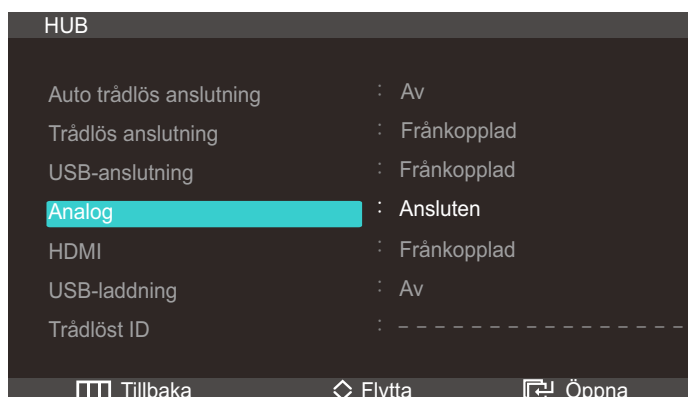 HUB
Auto trådlös anslutning : Av
Trådlös anslutning : Frånkopplad
USB-anslutning : Frånkopplad
Analog : Ansluten
HDMI : Frånkopplad
USB-laddning : Av
Trådlöst ID : – – – – – – – – – – – – – – – –
Tillbaka Flytta Öppna